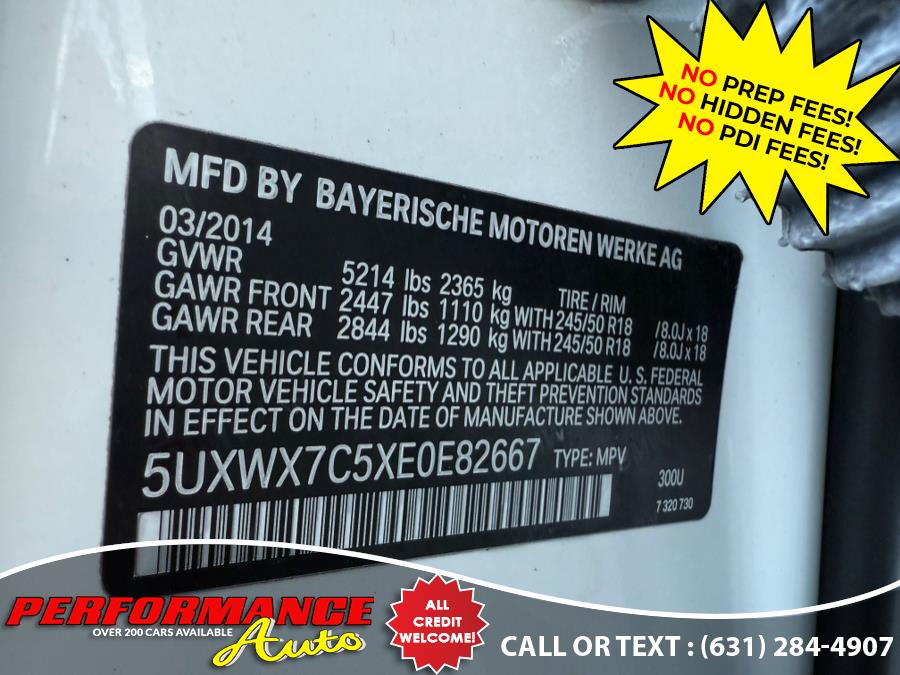 NO PREP FEES!
NO HIDDEN FEES!
NO PDI FEES!
MFD BY BAYERISCHE MOTOREN WERKE AG
03/2014
GVWR 5214 lbs 2365 kg TIRE / RIM
GAWR FRONT 2447 lbs 1110 kg WITH 245/50 R18 /8.0J x 18
GAWR REAR 2844 lbs 1290 kg WITH 245/50 R18 /8.0J x 18
THIS VEHICLE CONFORMS TO ALL APPLICABLE U.S. FEDERAL
MOTOR VEHICLE SAFETY AND THEFT PREVENTION STANDARDS
IN EFFECT ON THE DATE OF MANUFACTURE SHOWN ABOVE.
5UXWX7C5XE0E82667 TYPE: MPV
300U
7 320 730
PERFORMANCE
OVER 200 CARS AVAILABLE
Auto
ALL
CREDIT
WELCOME!
CALL OR TEXT : (631) 284-4907